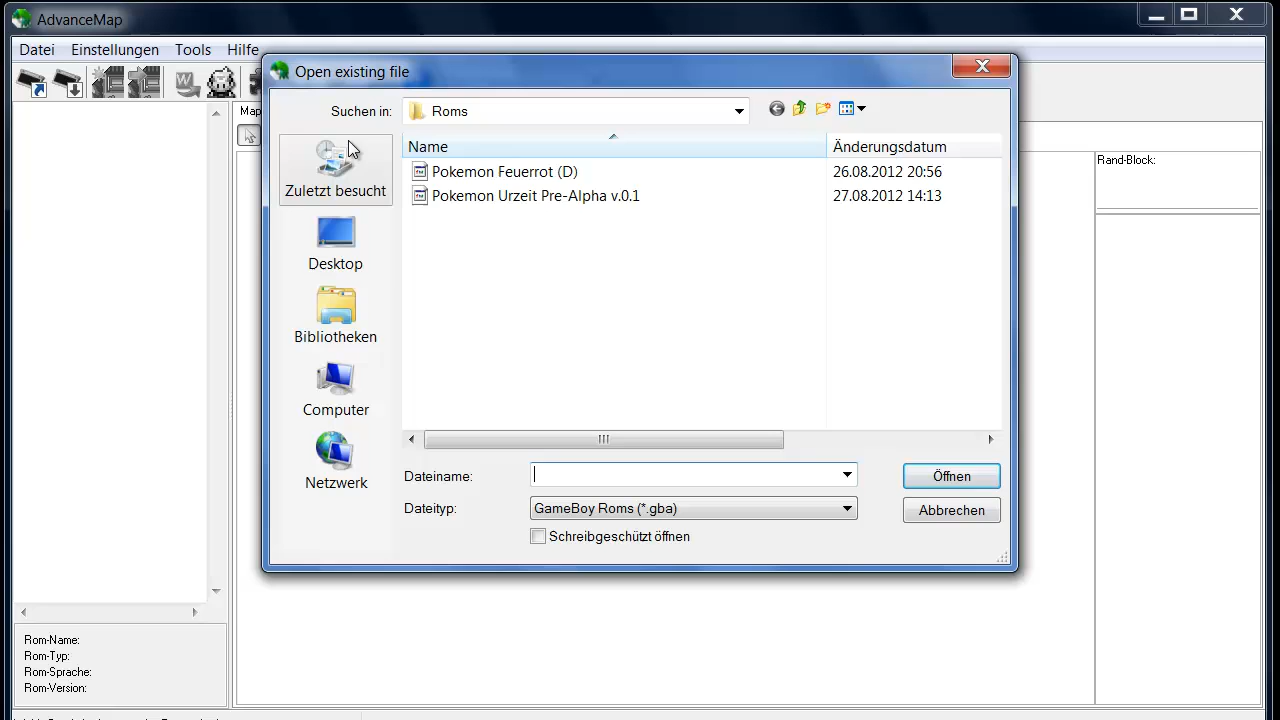 AdvanceMap
Datei Einstellungen Tools Hilfe
Open existing file
Suchen in: Roms
Map
Name Änderungsdatum
Rand-Block:
Pokemon Feuerrot (D) 26.08.2012 20:56
Pokemon Urzeit Pre-Alpha v.0.1 27.08.2012 14:13
Zuletzt besucht
Desktop
Bibliotheken
Computer
Netzwerk
Dateiname: Öffnen
Dateityp: GameBoy Roms (*.gba) Abbrechen
Schreibgeschützt öffnen
Rom-Name:
Rom-Typ:
Rom-Sprache:
Rom-Version: